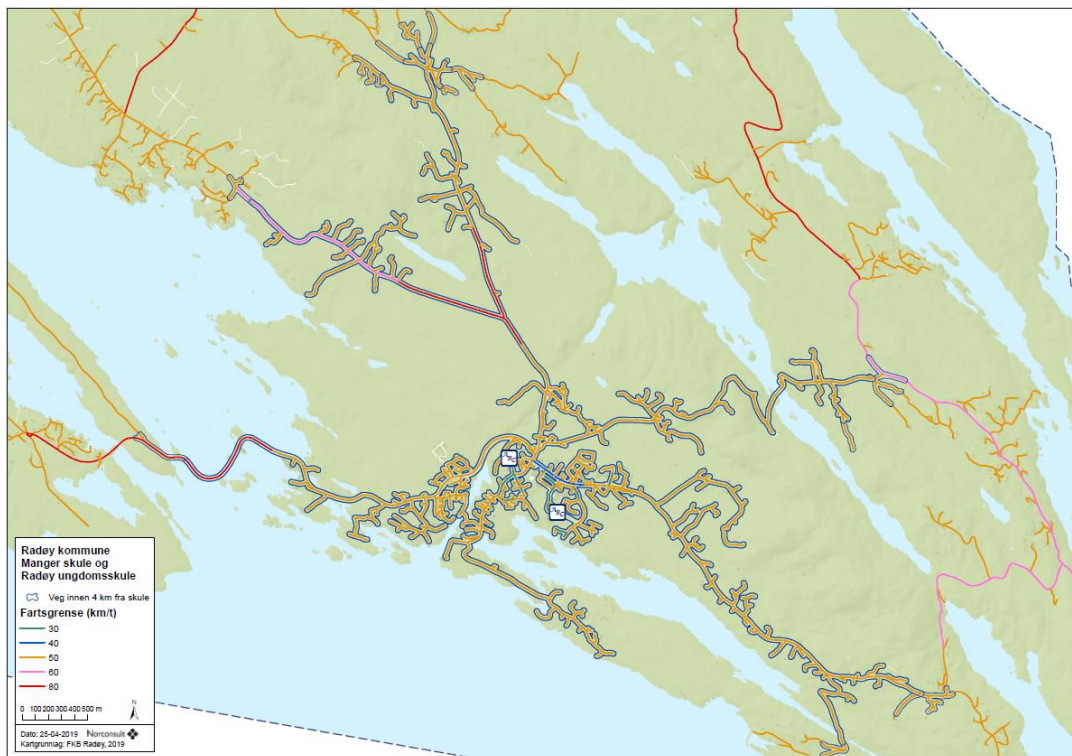 Radøy kommune
Manger skule og
Radøy ungdomsskule
Veg innen 4 km fra skule
Fartsgrense (km/t)
30
40
50
60
80
0 100 200 300 400 500 m
N
Dato: 25-04-2019 Norconsult
Kartgrunnlag: FKB Radøy, 2019